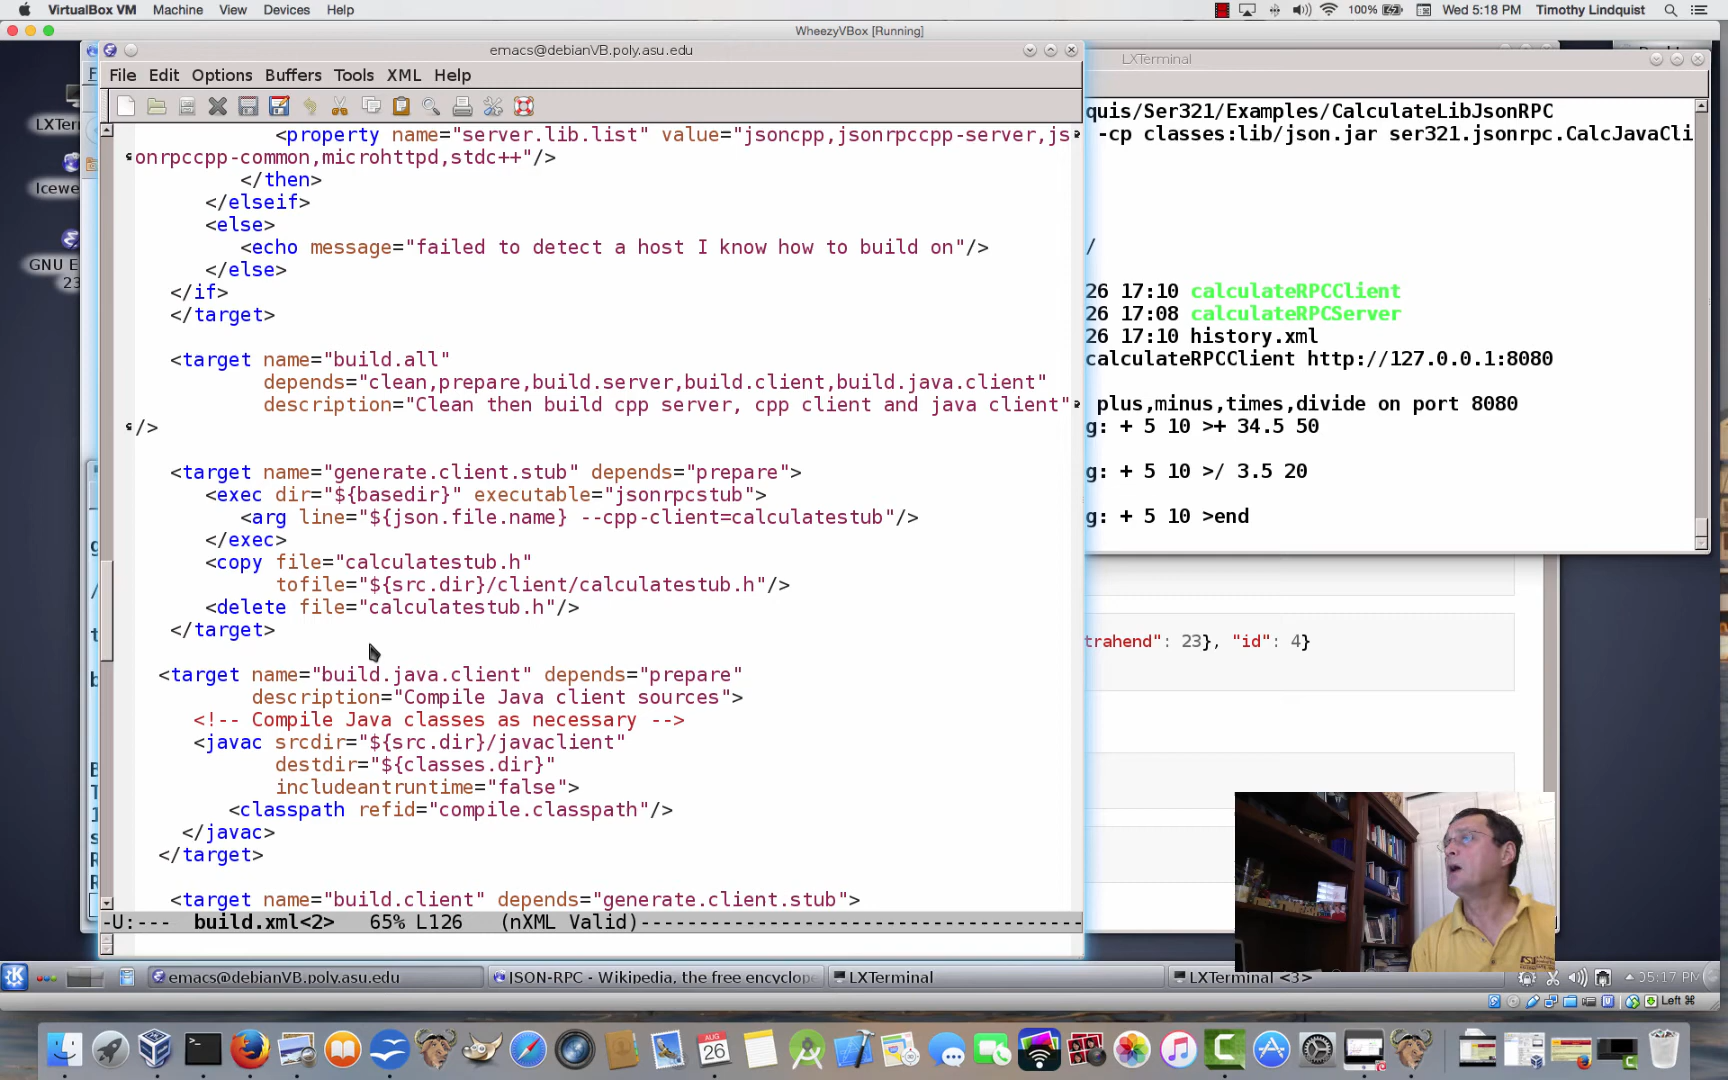 VirtualBox VM Machine View Devices Help 100% Wed 5:18 PM Timothy Lindquist
WheezyVBox [Running]
emacs@debianVB.poly.asu.edu
File Edit Options Buffers Tools XML Help
<property name="server.lib.list" value="jsoncpp,jsonrpccpp-server,js
onrpccpp-common,microhttpd,stdc++"/>
</then>
</elseif>
<else>
<echo message="failed to detect a host I know how to build on"/>
</else>
</if>
</target>
<target name="build.all"
depends="clean,prepare,build.server,build.client,build.java.client"
description="Clean then build cpp server, cpp client and java client"
/>
<target name="generate.client.stub" depends="prepare">
<exec dir="${basedir}" executable="jsonrpcstub">
<arg line="${json.file.name} --cpp-client=calculatestub"/>
</exec>
<copy file="calculatestub.h"
tofile="${src.dir}/client/calculatestub.h"/>
<delete file="calculatestub.h"/>
</target>
<target name="build.java.client" depends="prepare"
description="Compile Java client sources">
<!-- Compile Java classes as necessary -->
<javac srcdir="${src.dir}/javaclient"
destdir="${classes.dir}"
includeantruntime="false">
<classpath refid="compile.classpath"/>
</javac>
</target>
<target name="build.client" depends="generate.client.stub">
-U:--- build.xml<2> 65% L126 (nXML Valid)
LXTerminal
quis/Ser321/Examples/CalculateLibJsonRPC
-cp classes:lib/json.jar ser321.jsonrpc.CalcJavaCli
/
26 17:10 calculateRPCClient
26 17:08 calculateRPCServer
26 17:10 history.xml
calculateRPCClient http://127.0.0.1:8080
plus,minus,times,divide on port 8080
g: + 5 10 >+ 34.5 50
g: + 5 10 >/ 3.5 20
g: + 5 10 >end
trahend": 23}, "id": 4}
LXTer
Icewe
GNU E
23
emacs@debianVB.poly.asu.edu JSON-RPC - Wikipedia, the free encyclope LXTerminal LXTerminal <3> 05:17 PM
Left ⌘
AUG
26